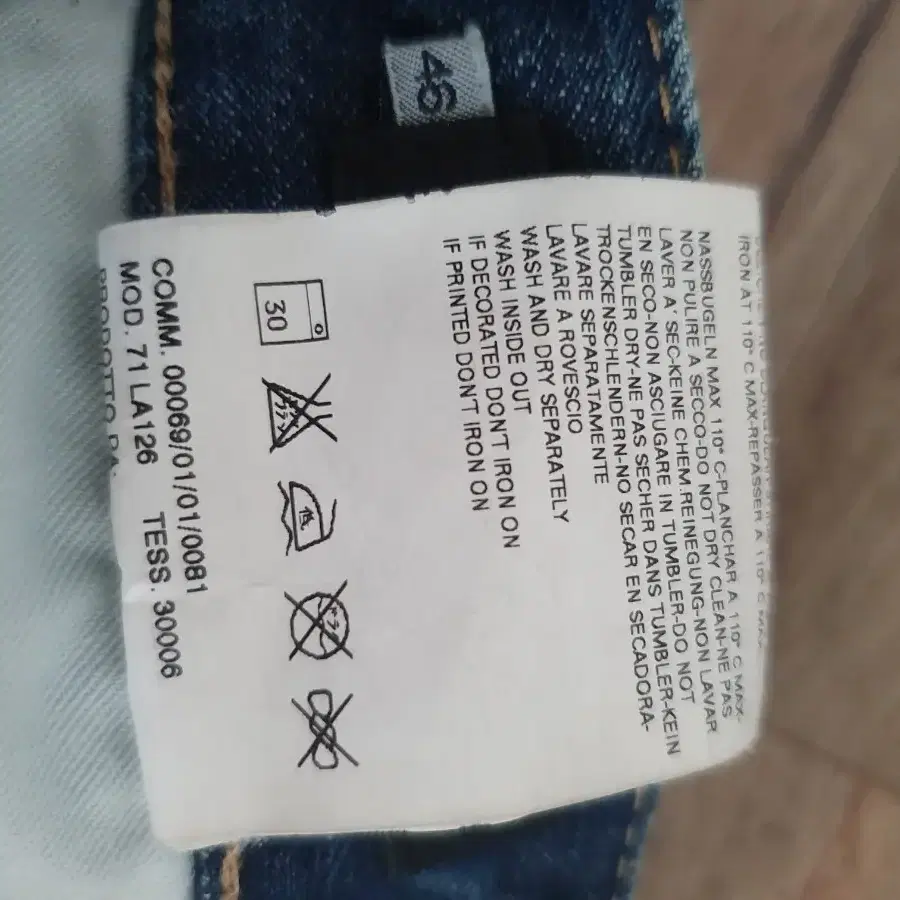 46
IRON AT 110° C MAX-REPASSER A 110° C MAX-
NASSBUGELN MAX 110° C-PLANCHAR A 110° C MAX-
NON PULIRE A SECCO-DO NOT DRY CLEAN-NE PAS
LAVER A' SEC-KEINE CHEM.REINEGUNG-NON LAVAR
EN SECO-NON ASCIUGARE IN TUMBLER-DO NOT
TUMBLER DRY-NE PAS SECHER DANS TUMBLER-KEIN
TROCKENSCHLENDERN-NO SECAR EN SECADORA-
LAVARE SEPARATAMENTE
LAVARE A ROVESCIO
WASH AND DRY SEPARATELY
WASH INSIDE OUT
IF DECORATED DONT IRON ON
IF PRINTED DON'T IRON ON
30 低
COMM. 00069/01/01/0081
MOD. 71 LA126 TESS. 30006
PRODOTTO DA: